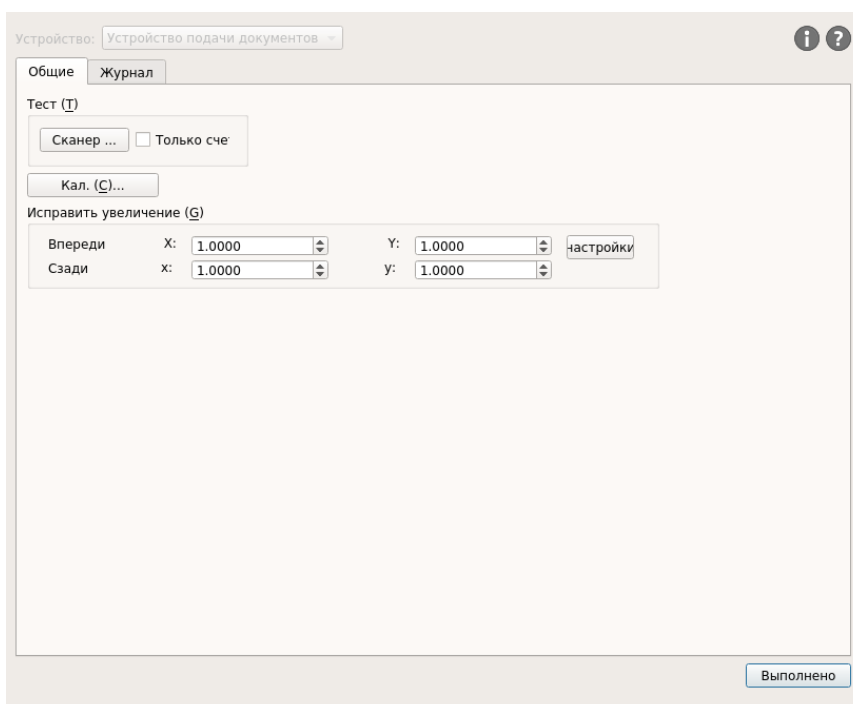 Устройство: Устройство подачи документов
Общие Журнал
Тест (T)
Сканер ... Только сче
Кал. (C)...
Исправить увеличение (G)
Впереди X: 1.0000 Y: 1.0000 настройки
Сзади x: 1.0000 y: 1.0000
Выполнено